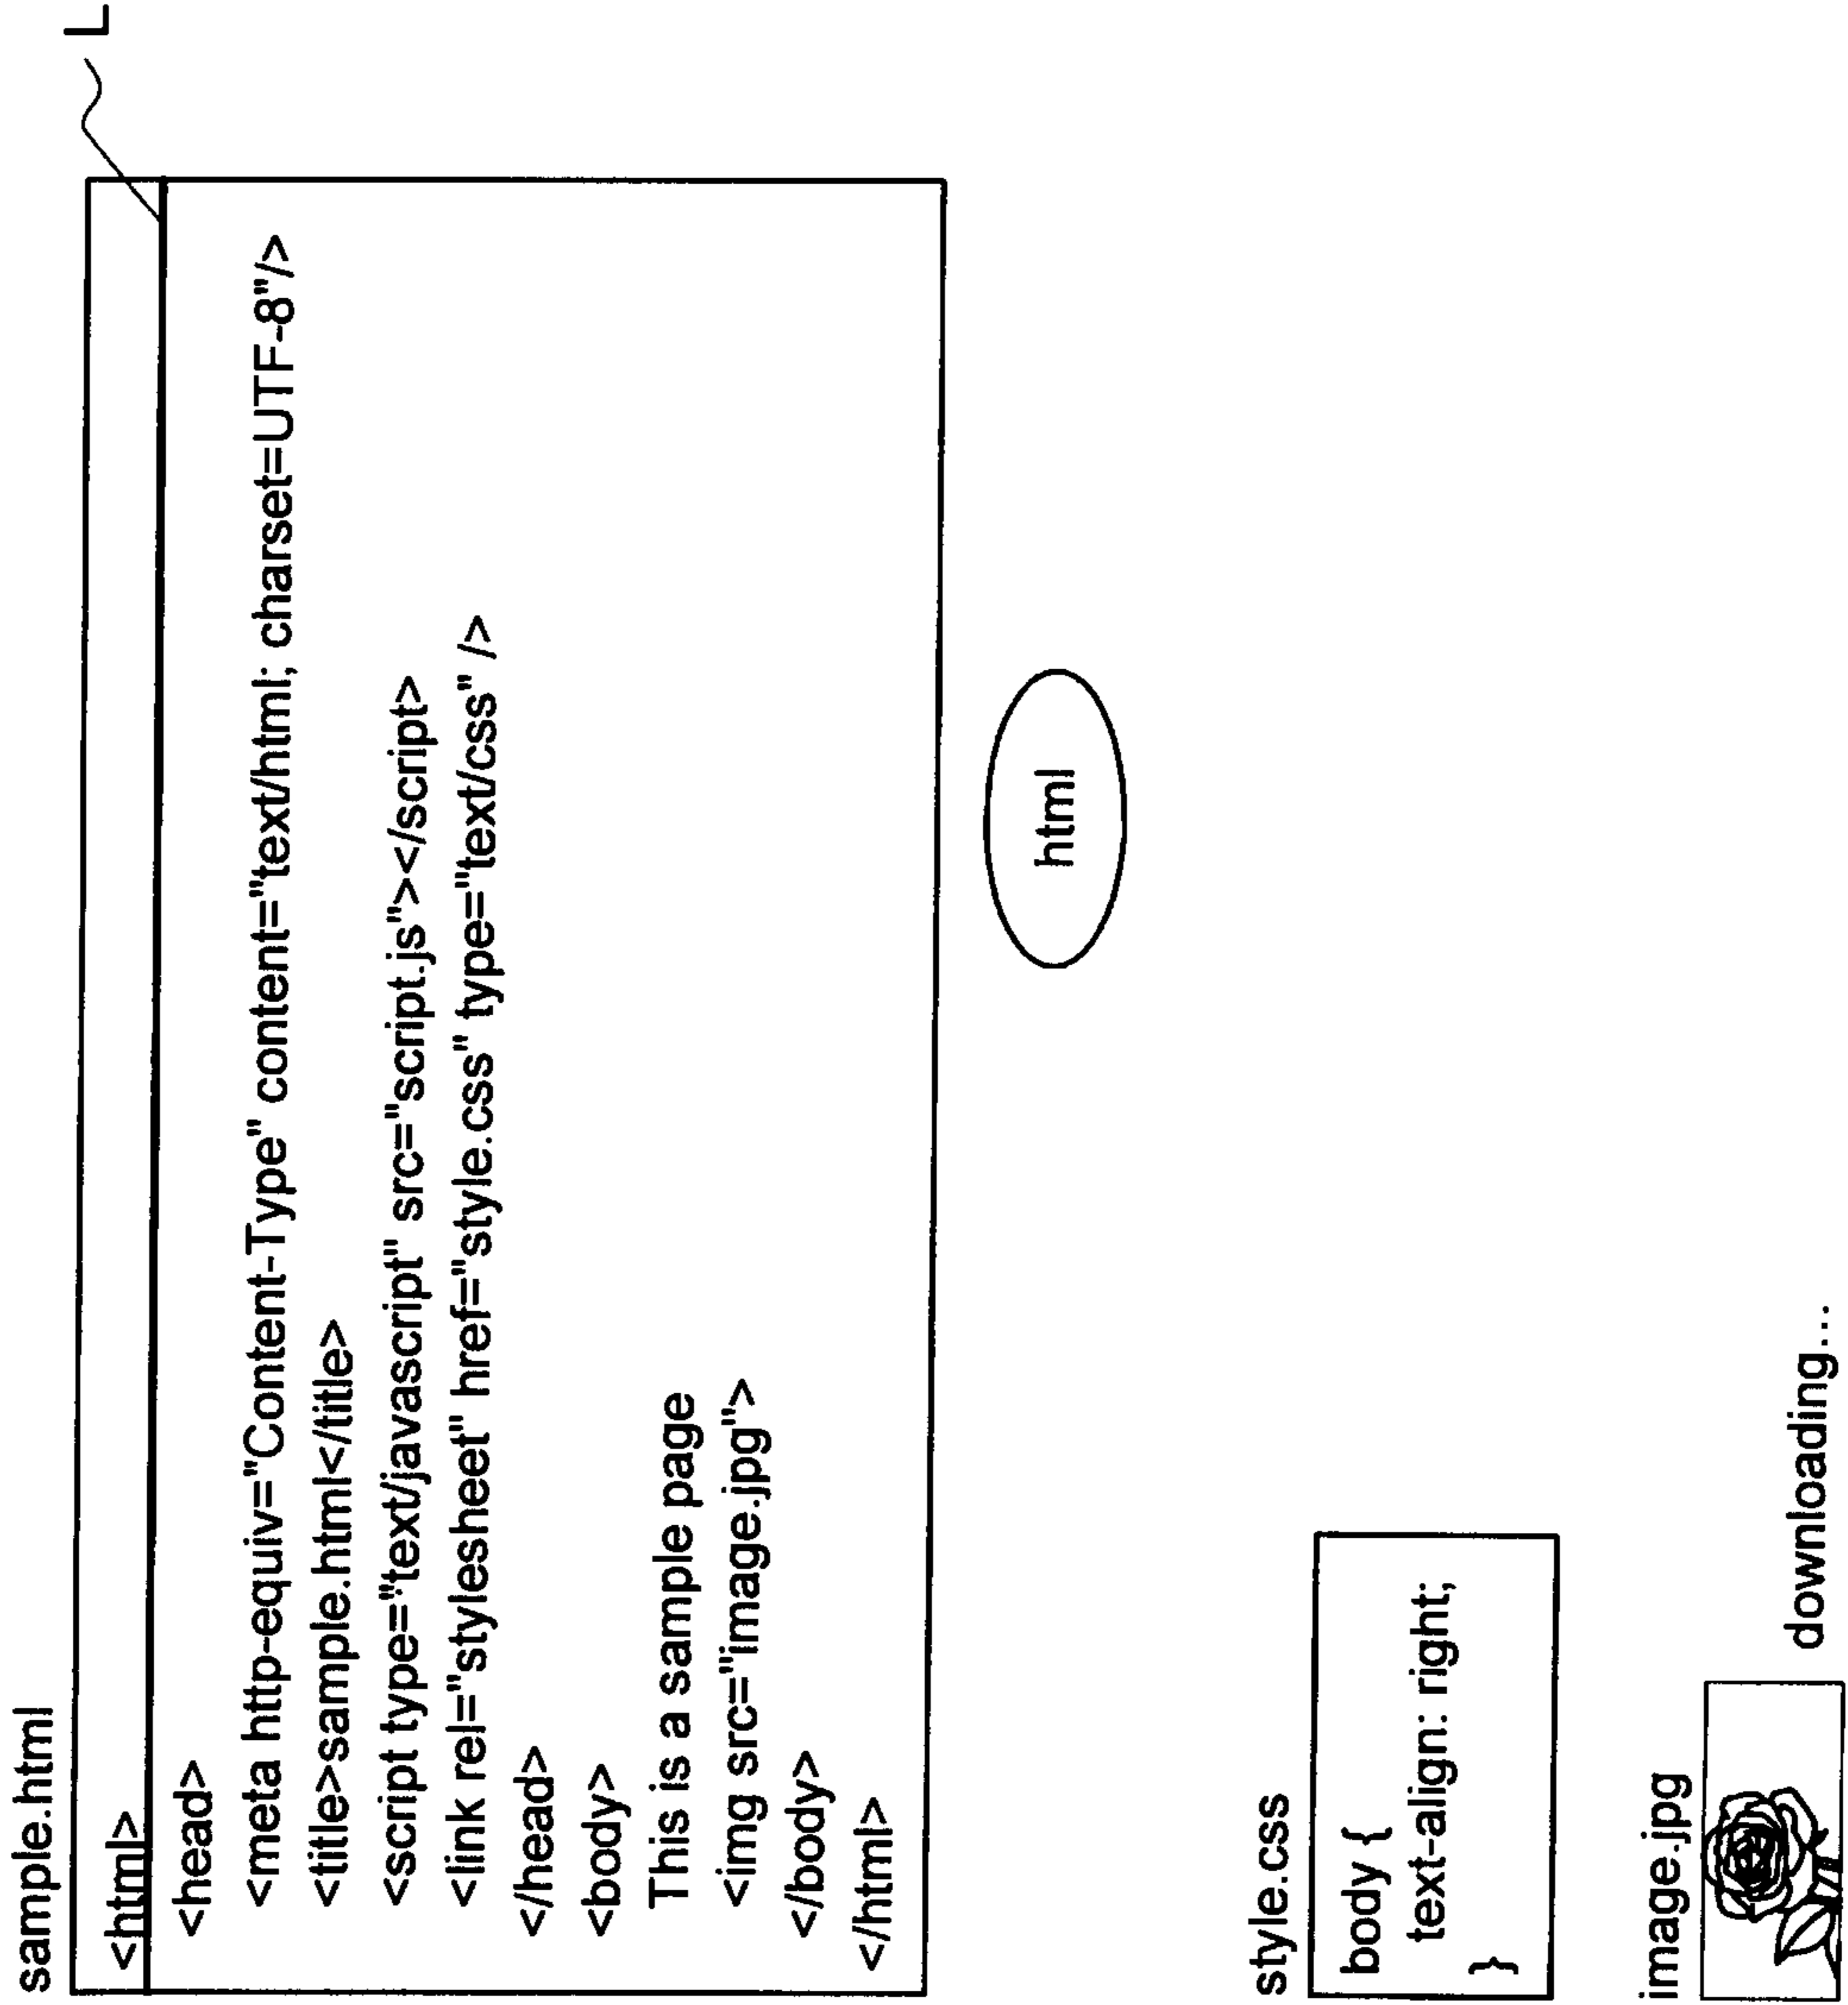 sample.html
L
<html>
<head>
<meta http-equiv="Content-Type" content="text/html; charset=UTF-8"/>
<title>sample.html</title>
<script type="text/javascript" src="script.js"></script>
<link rel="stylesheet" href="style.css" type="text/css" />
</head>
<body>
This is a sample page
<img src="image.jpg">
</body>
</html>
html
style.css
body {
text-align: right;
}
image.jpg
downloading...